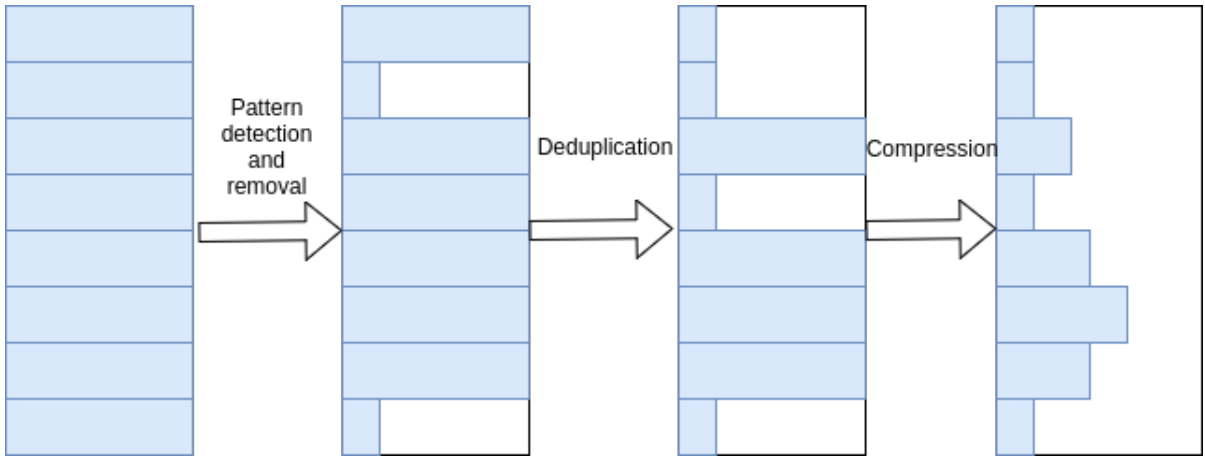 Pattern
detection
and
removal
Deduplication
Compression